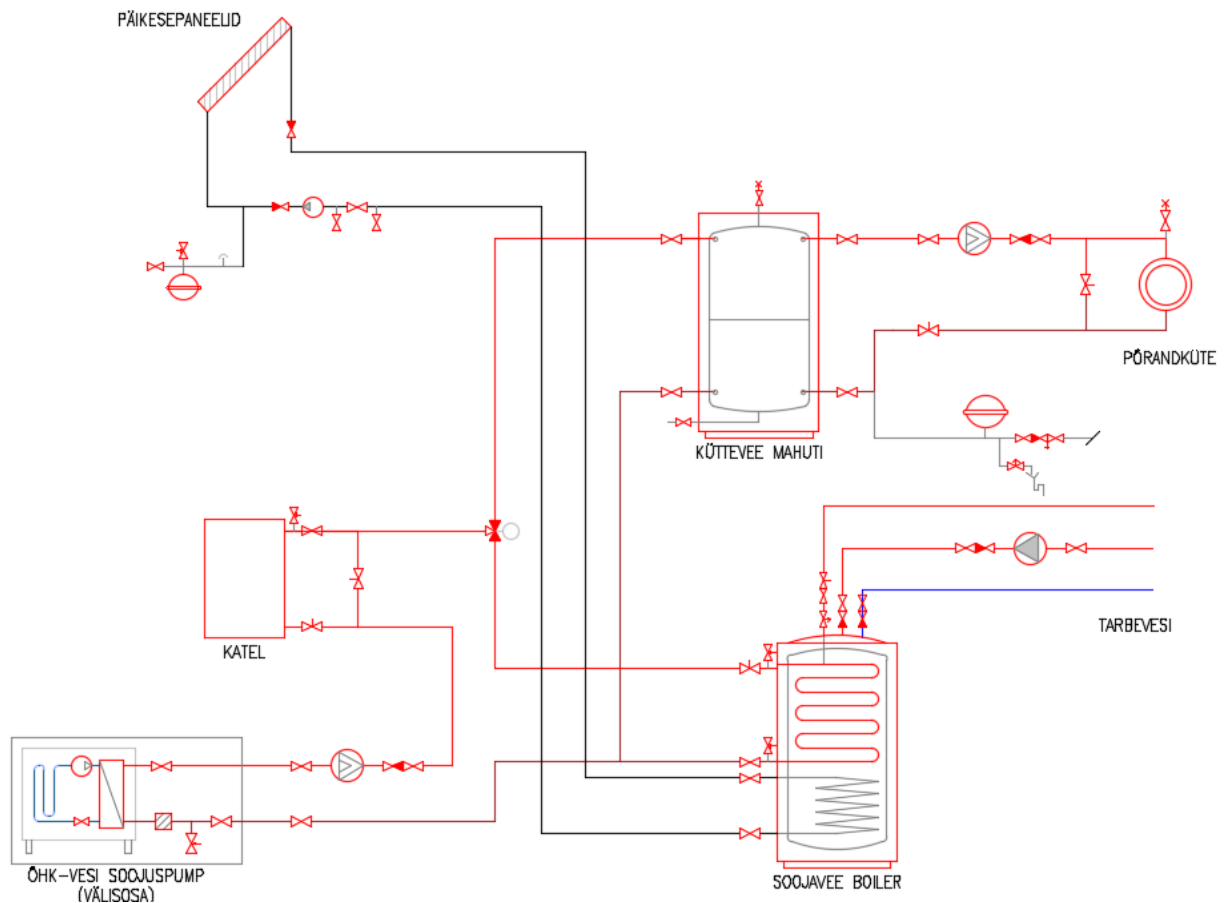 PÄIKESEPANEELID
PÕRANDKÜTE
KÜTTEVEE MAHUTI
TARBEVESI
KATEL
ÕHK-VESI SOOJUSPUMP
(VÄLISOSA)
SOOJAVEE BOILER